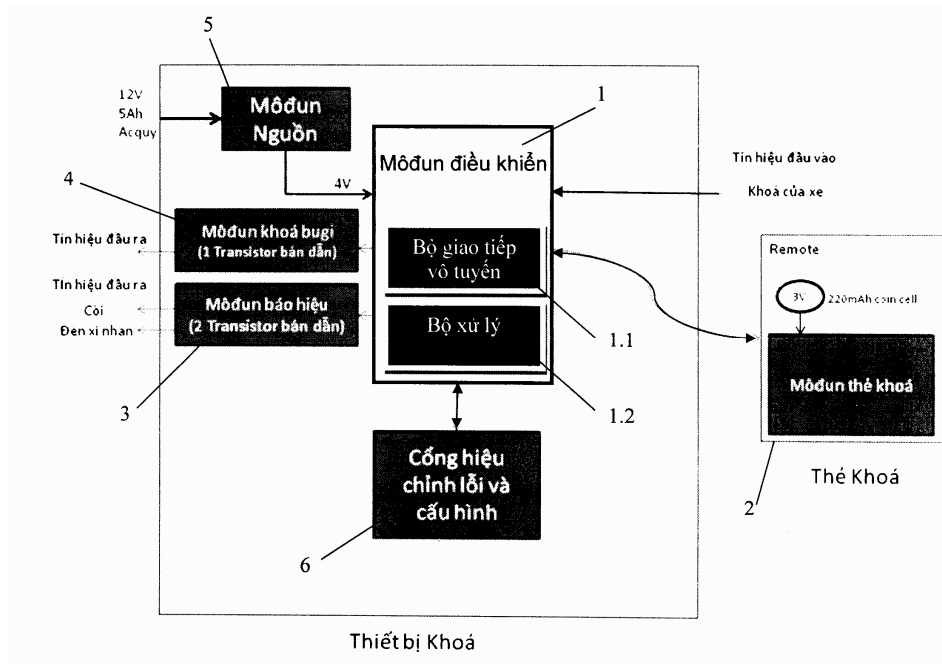 5
12V
5Ah
Acquy
Môđun
Nguồn
1
Môđun điều khiển
4V
Tín hiệu đầu vào
Khoá của xe
4
Môđun khoá bugi
(1 Transistor bán dẫn)
Tín hiệu đầu ra
Bộ giao tiếp
vô tuyến
Tín hiệu đầu ra
Còi
Đen xi nhan
Môđun báo hiệu
(2 Transistor bán dẫn)
Bộ xử lý
1.1
1.2
3
Remote
3V
220mAh coin cell
Môđun thẻ khoá
Thẻ Khoá
2
Cổng hiệu
chỉnh lỗi và
cấu hình
6
Thiết bị Khoá